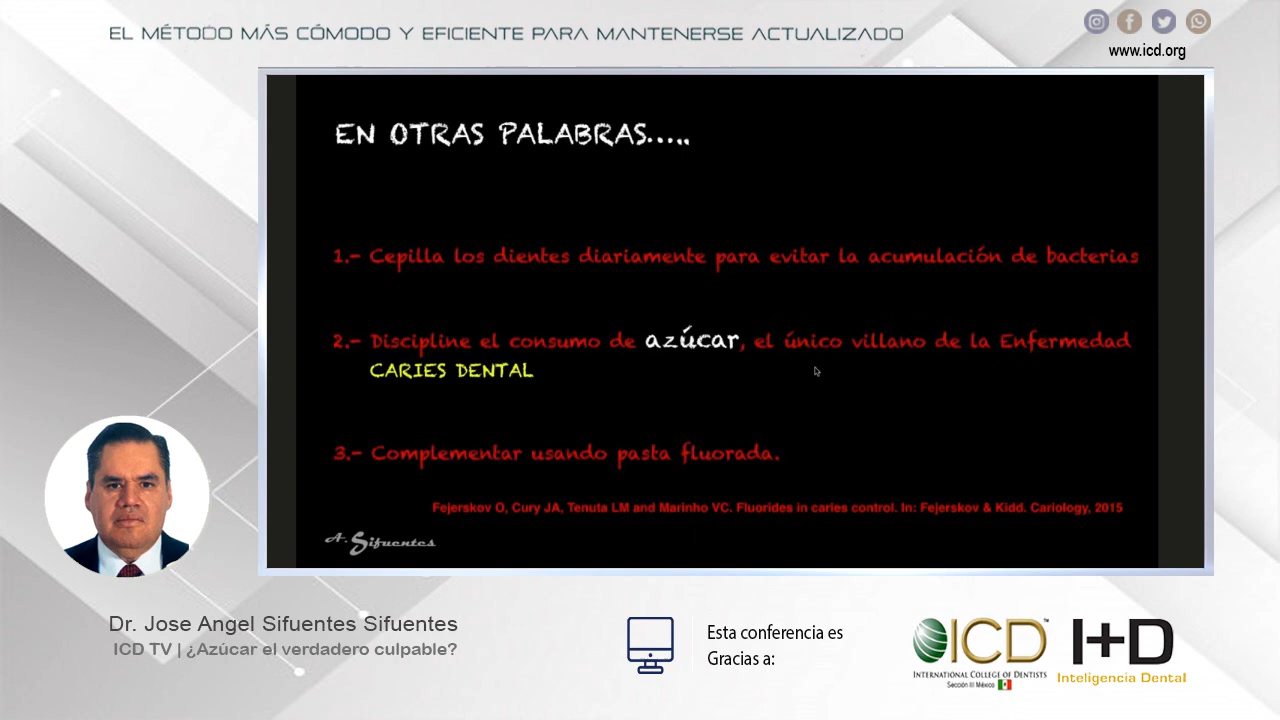 EL MÉTODO MÁS CÓMODO Y EFICIENTE PARA MANTENERSE ACTUALIZADO
www.icd.org
EN OTRAS PALABRAS.....
1.- Cepilla los dientes diariamente para evitar la acumulación de bacterias
2.- Discipline el consumo de azúcar, el único villano de la Enfermedad
CARIES DENTAL
3.- Complementar usando pasta fluorada.
Fejerskov O, Cury JA, Tenuta LM and Marinho VC. Fluorides in caries control. In: Fejerskov & Kidd. Cariology, 2015
A. Sifuentes
Dr. Jose Angel Sifuentes Sifuentes
ICD TV | ¿Azúcar el verdadero culpable?
Esta conferencia es
Gracias a:
ICD™
INTERNATIONAL COLLEGE OF DENTISTS
Sección III México
I+D
Inteligencia Dental